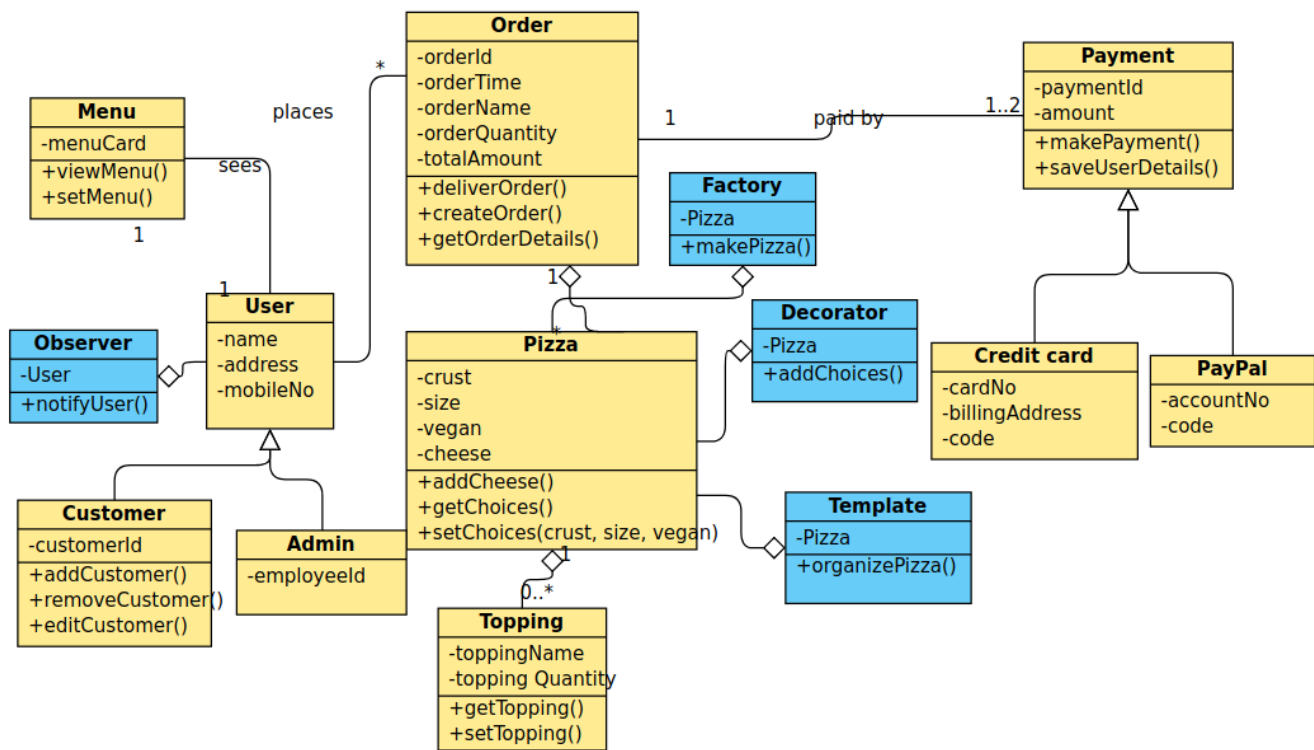 Order
-orderId
-orderTime
-orderName
-orderQuantity
-totalAmount
+deliverOrder()
+createOrder()
+getOrderDetails()
*
places
Menu
-menuCard
+viewMenu()
+setMenu()
sees
1
1
1
paid by
1..2
Payment
-paymentId
-amount
+makePayment()
+saveUserDetails()
Factory
-Pizza
+makePizza()
1
*
User
-name
-address
-mobileNo
Observer
-User
+notifyUser()
Pizza
-crust
-size
-vegan
-cheese
+addCheese()
+getChoices()
+setChoices(crust, size, vegan)
Decorator
-Pizza
+addChoices()
Credit card
-cardNo
-billingAddress
-code
PayPal
-accountNo
-code
Customer
-customerId
+addCustomer()
+removeCustomer()
+editCustomer()
Admin
-employeeId
Template
-Pizza
+organizePizza()
1
0..*
Topping
-toppingName
-topping Quantity
+getTopping()
+setTopping()